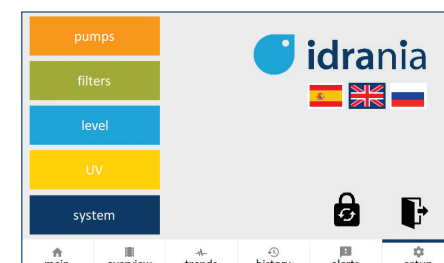 pumps
idrania
filters
level
UV
system
main overview trends history alerts setup